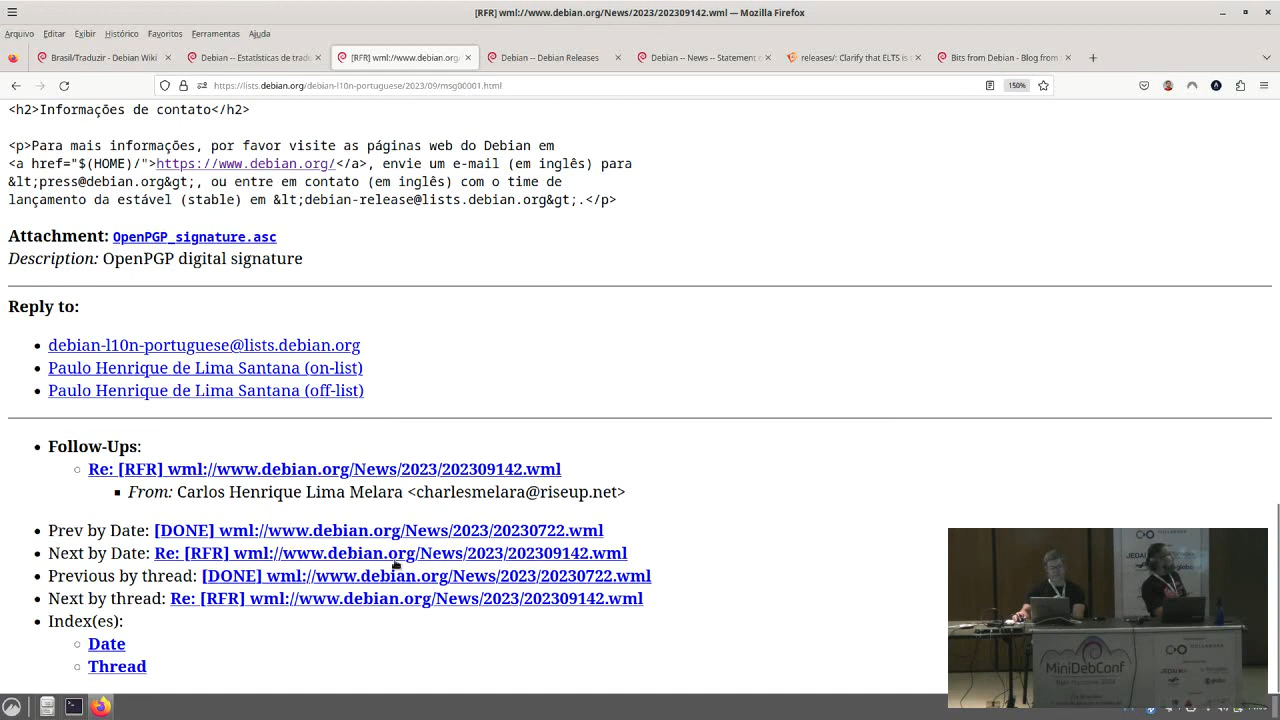 [RFR] wml://www.debian.org/News/2023/202309142.wml — Mozilla Firefox
Arquivo Editar Exibir Histórico Favoritos Ferramentas Ajuda
Brasil/Traduzir - Debian Wiki
Debian -- Estatísticas de trad
[RFR] wml://www.debian.org/
Debian -- Debian Releases
Debian -- News -- Statement
releases/: Clarify that ELTS is
Bits from Debian - Blog from
https://lists.debian.org/debian-l10n-portuguese/2023/09/msg00001.html
150%
<h2>Informações de contato</h2>
<p>Para mais informações, por favor visite as páginas web do Debian em
<a href="$(HOME)/">https://www.debian.org/</a>, envie um e-mail (em inglês) para
&lt;press@debian.org&gt;, ou entre em contato (em inglês) com o time de
lançamento da estável (stable) em &lt;debian-release@lists.debian.org&gt;.</p>
Attachment: OpenPGP_signature.asc
Description: OpenPGP digital signature
Reply to:
debian-l10n-portuguese@lists.debian.org
Paulo Henrique de Lima Santana (on-list)
Paulo Henrique de Lima Santana (off-list)
Follow-Ups:
Re: [RFR] wml://www.debian.org/News/2023/202309142.wml
From: Carlos Henrique Lima Melara <charlesmelara@riseup.net>
Prev by Date: [DONE] wml://www.debian.org/News/2023/20230722.wml
Next by Date: Re: [RFR] wml://www.debian.org/News/2023/202309142.wml
Previous by thread: [DONE] wml://www.debian.org/News/2023/20230722.wml
Next by thread: Re: [RFR] wml://www.debian.org/News/2023/202309142.wml
Index(es):
Date
Thread
MiniDebConf